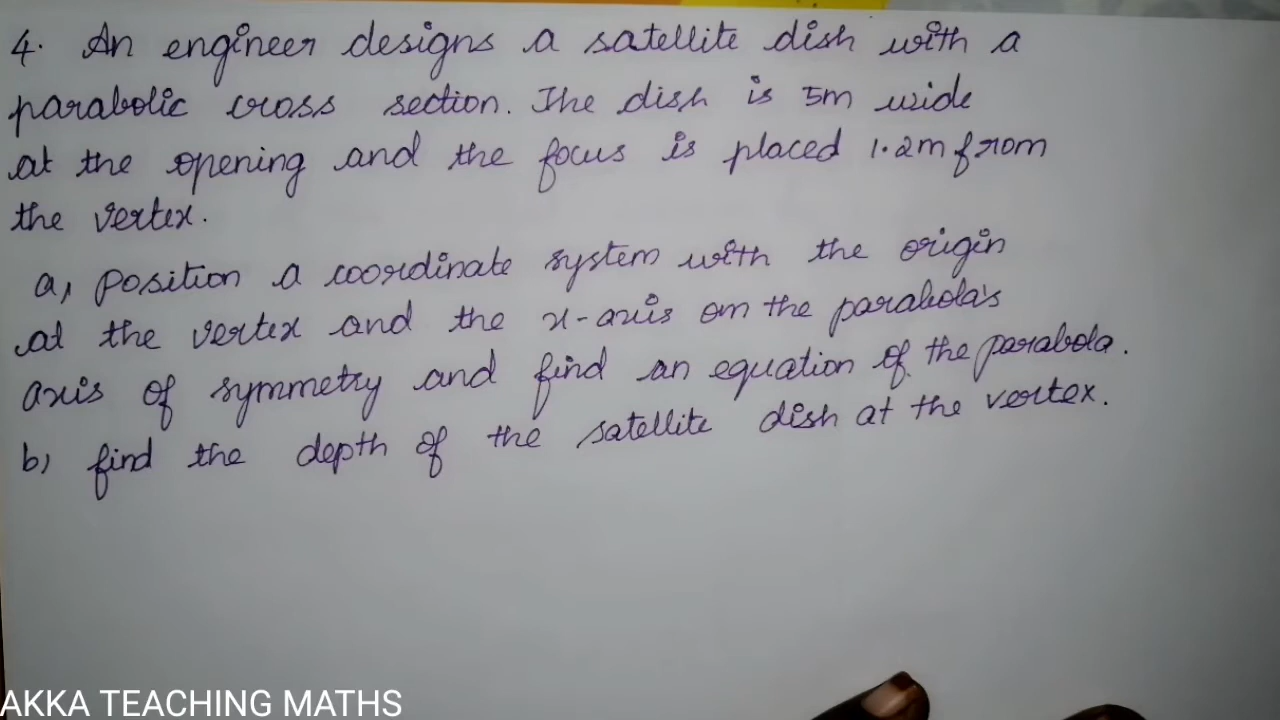 4. An engineer designs a satellite dish with a
parabolic cross section. The dish is 5m wide
at the opening and the focus is placed 1.2m from
the vertex.
a, position a coordinate system with the origin
at the vertex and the x-axis on the parabola's
axis of symmetry and find an equation of the parabola.
b, find the depth of the satellite dish at the vertex.
AKKA TEACHING MATHS